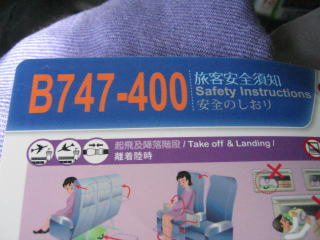 B747-400
旅客安全須知
Safety Instructions
安全のしおり
起飛及降落階段 / Take off & Landing /
離着陸時